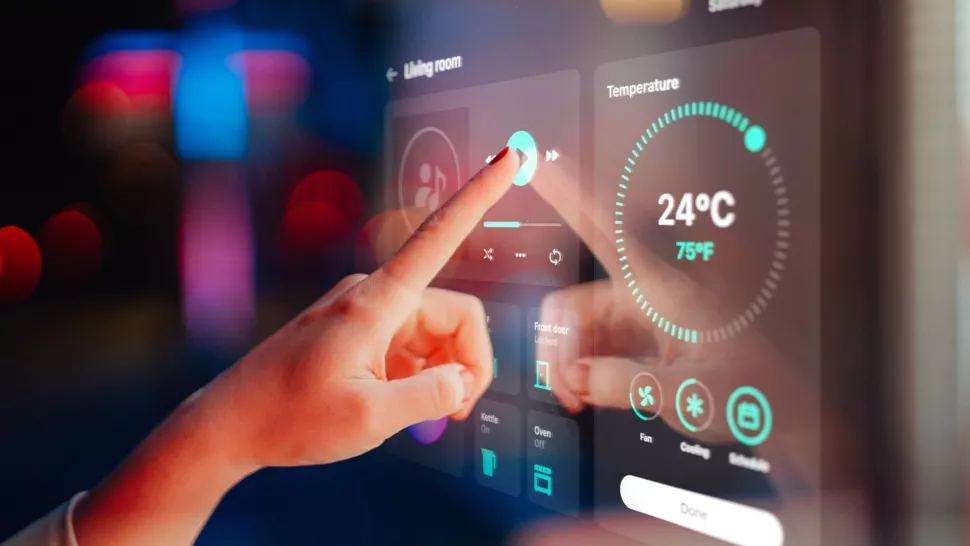 Saturday
Living room
Temperature
24°C
75°F
Front door
Locked
Kettle
On
Oven
Off
Fan
Cooling
Schedule
Done